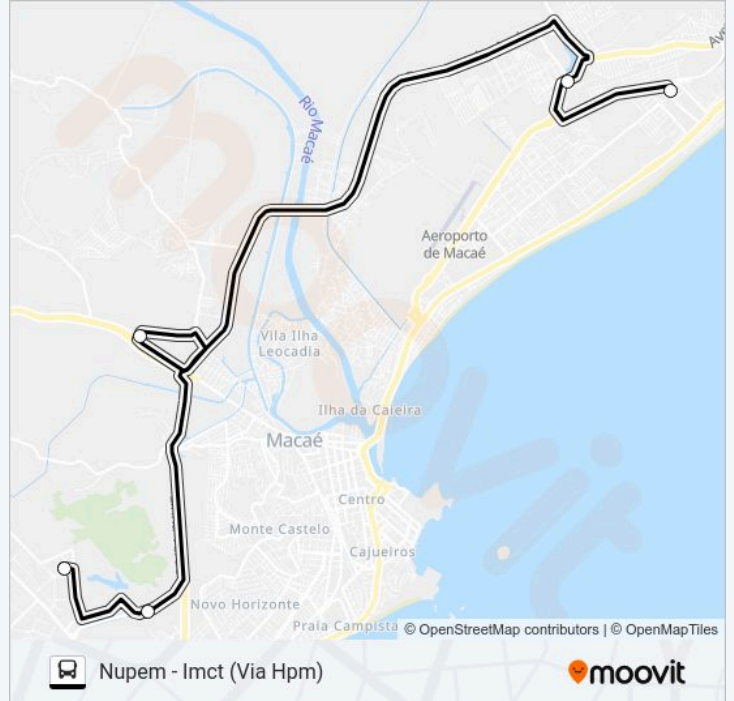 Av
Rio Macaé
Aeroporto
de Macaé
Vila Ilha
Leocadia
Ilha da Caieira
Macaé
Centro
Monte Castelo
Cajueiros
Novo Horizonte
Praia Campista
© OpenStreetMap contributors | © OpenMapTiles
Nupem - Imct (Via Hpm)
moovit
moovit